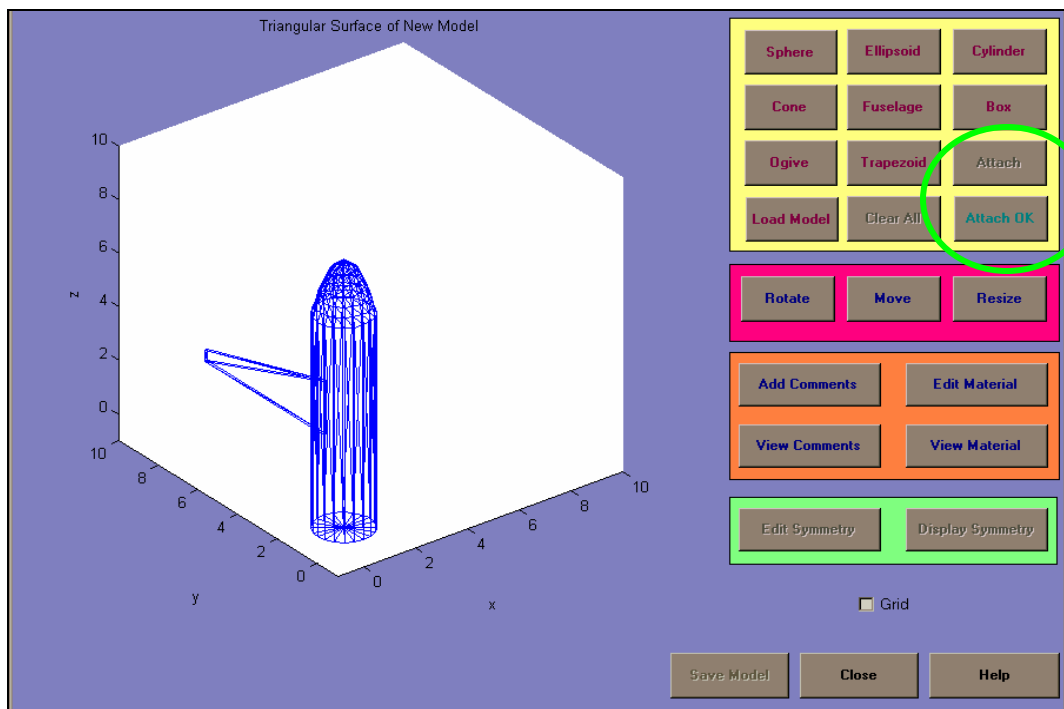 Triangular Surface of New Model
Sphere Ellipsoid Cylinder
Cone Fuselage Box
Ogive Trapezoid Attach
Load Model Clear All Attach OK
Rotate Move Resize
Add Comments Edit Material
View Comments View Material
Edit Symmetry Display Symmetry
Grid
Save Model Close Help
10
8
6
4
2
0
z
10
8
6
4
2
0
y
0
2
4
6
8
10
x